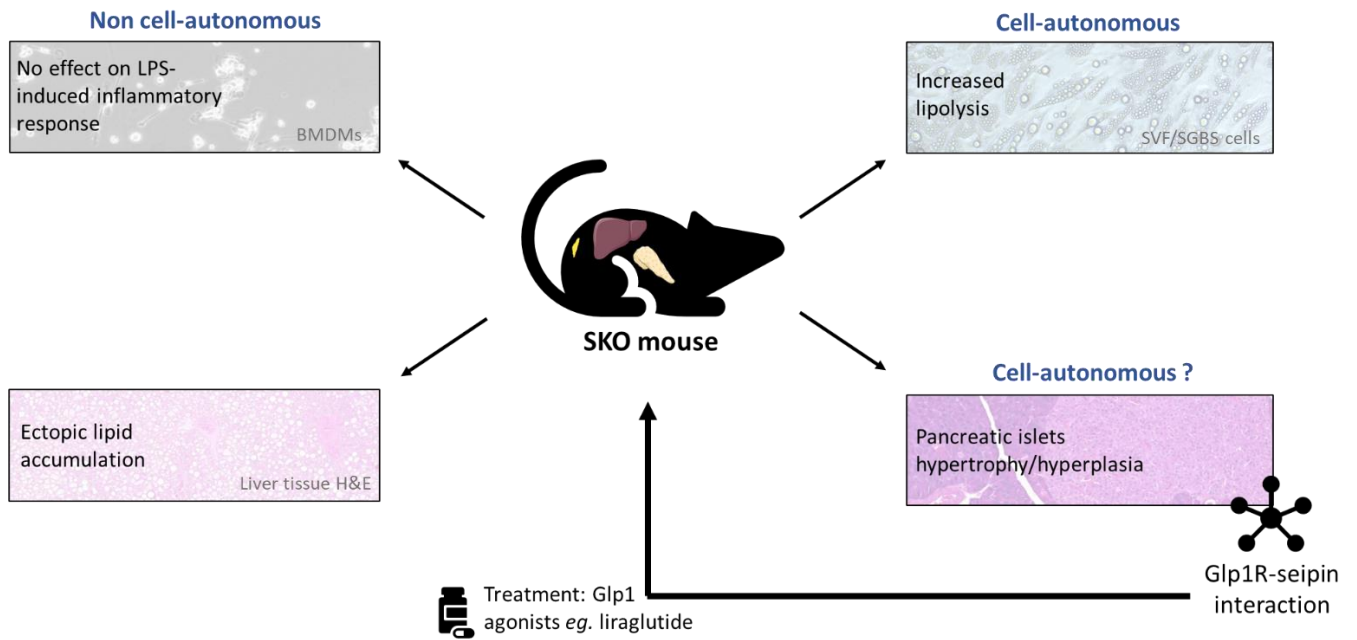 Non cell-autonomous
No effect on LPS-
induced inflammatory
response
BMDMs
Cell-autonomous
Increased
lipolysis
SVF/SGBS cells
SKO mouse
Ectopic lipid
accumulation
Liver tissue H&E
Cell-autonomous ?
Pancreatic islets
hypertrophy/hyperplasia
Glp1R-seipin
interaction
Treatment: Glp1
agonists eg. liraglutide